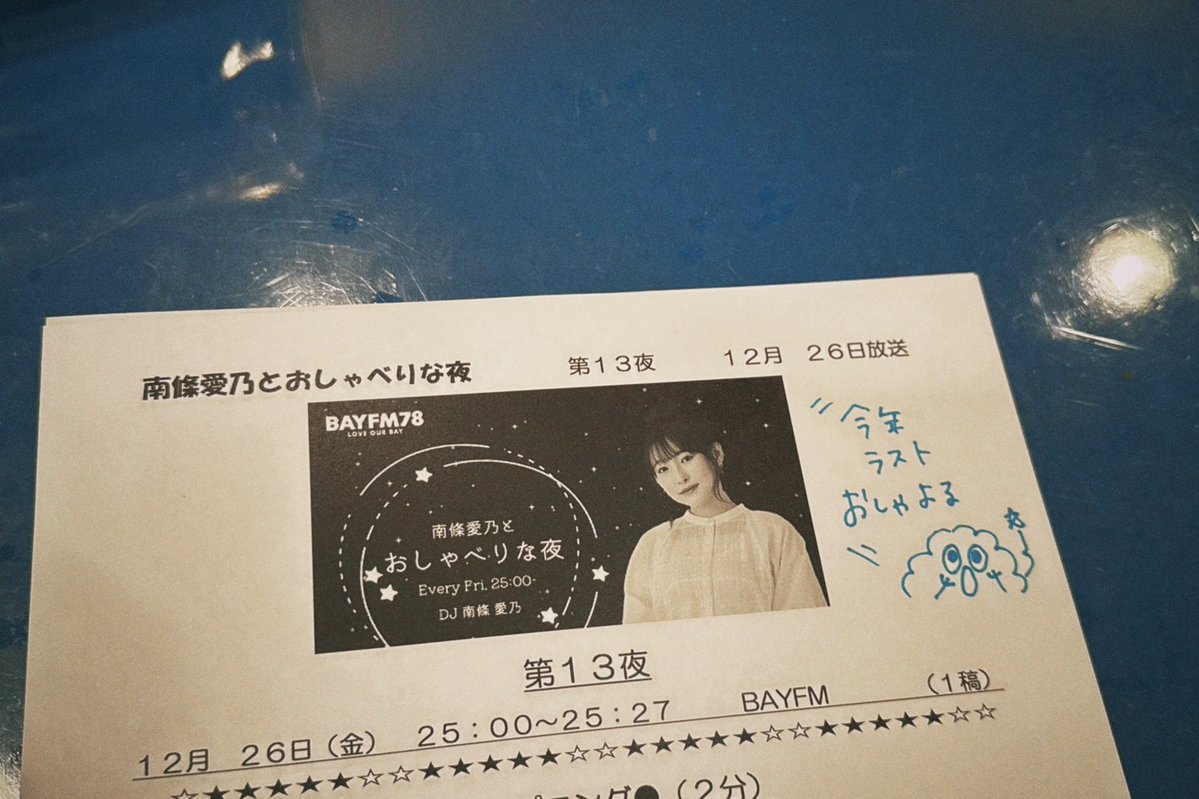 南條愛乃とおしゃべりな夜 第13夜 12月 26日放送
BAYFM78
LOVE OUR BAY
南條愛乃と
おしゃべりな夜
Every Fri. 25:00-
DJ 南條 愛乃
今年
ラスト
おしゃよる
第13夜
12月 26日(金) 25:00~25:27 BAYFM (1稿)
☆★★★★★☆☆★★★★★☆☆★★★★★☆☆★★★★★☆☆
プニング●(2分)